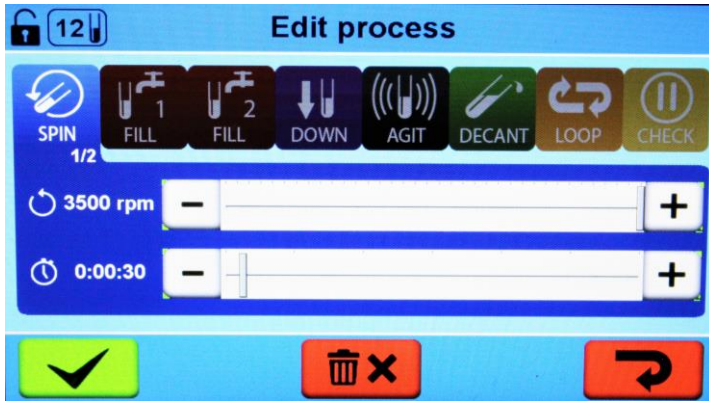 12 Edit process
SPIN 1 FILL 2 FILL DOWN AGIT DECANT LOOP CHECK
1/2
3500 rpm - +
0:00:30 - +